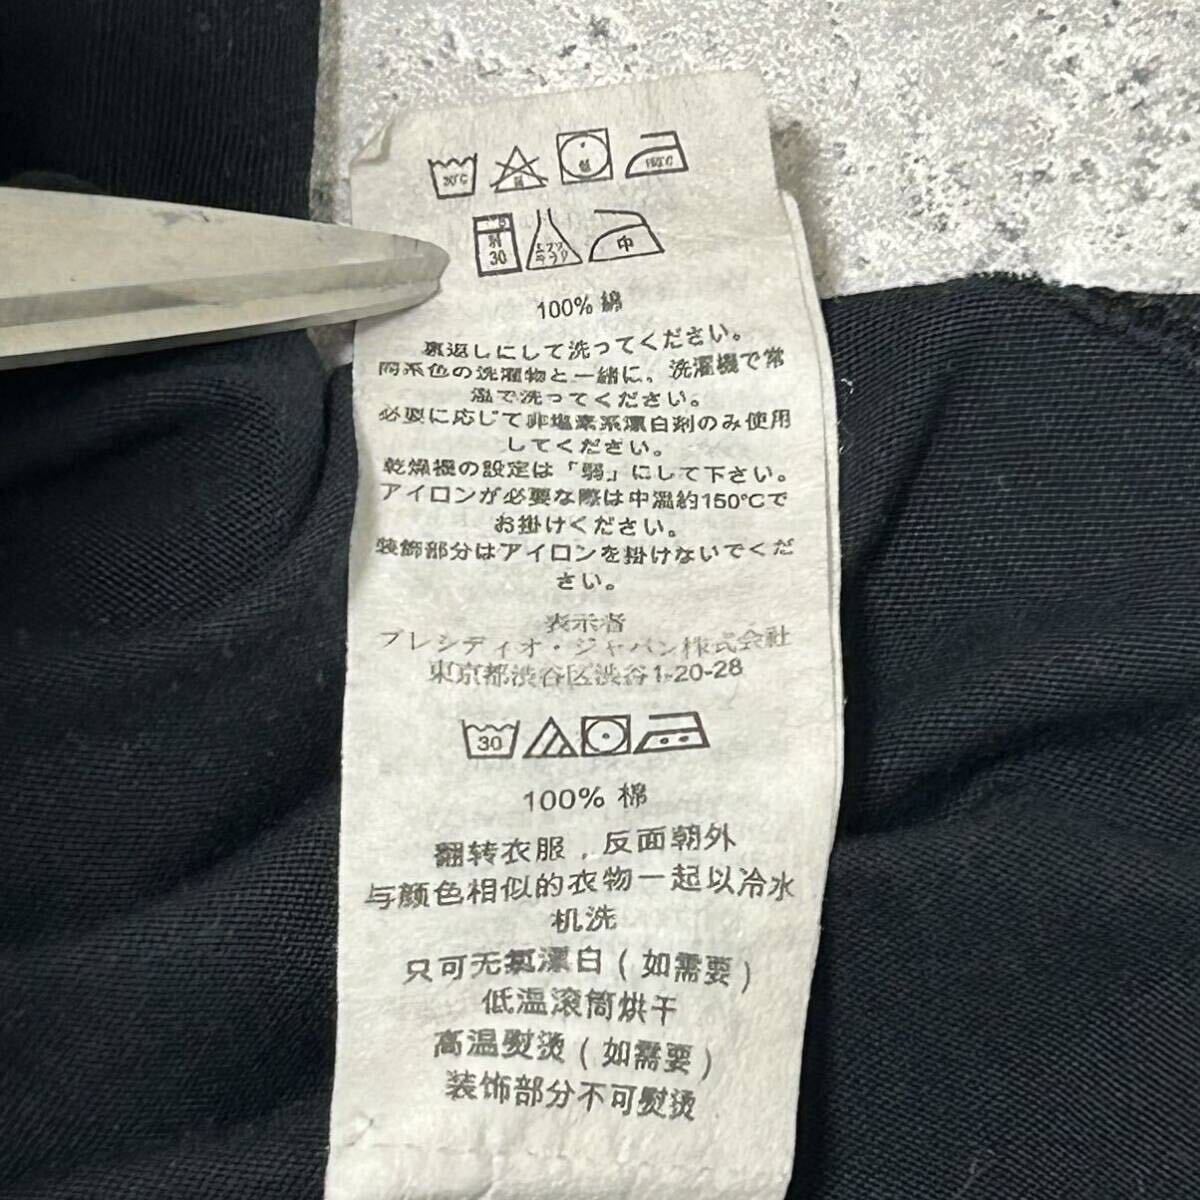 30°C
弱
30
エンソ
サラシ
中
100% 綿
裏返しにして洗ってください。
同系色の洗濯物と一緒に、洗濯機で常
温で洗ってください。
必要に応じて非塩素系漂白剤のみ使用
してください。
乾燥機の設定は「弱」にして下さい。
アイロンが必要な際は中温約150°Cで
お掛けください。
装飾部分はアイロンを掛けないでくだ
さい。
表示者
プレシディオ・ジャパン株式会社
東京都渋谷区渋谷1-20-28
30
100% 棉
翻转衣服，反面朝外
与颜色相似的衣物一起以冷水
机洗
只可无氯漂白(如需要)
低温滚筒烘干
高温熨烫(如需要)
装饰部分不可熨烫